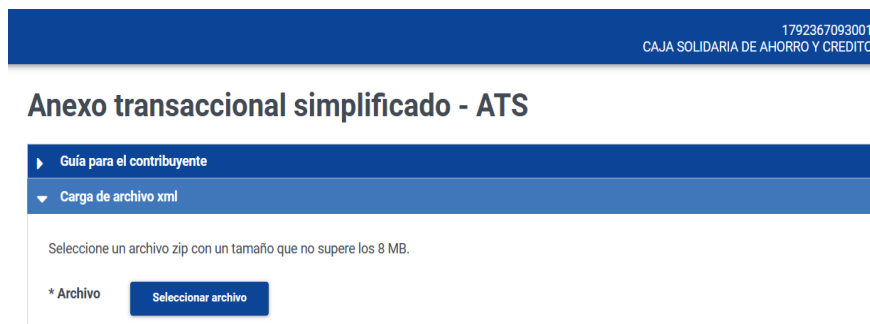 1792367093001
CAJA SOLIDARIA DE AHORRO Y CREDITO
Anexo transaccional simplificado - ATS
Guía para el contribuyente
Carga de archivo xml
Seleccione un archivo zip con un tamaño que no supere los 8 MB.
* Archivo Seleccionar archivo